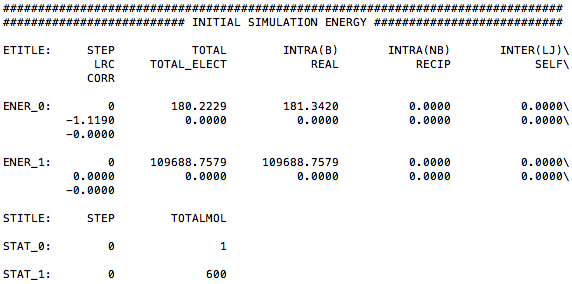 ################################################################################
########################## INITIAL SIMULATION ENERGY ###########################
ETITLE: STEP TOTAL INTRA(B) INTRA(NB) INTER(LJ)\
LRC TOTAL_ELECT REAL RECIP SELF\
CORR
ENER_0: 0 180.2229 181.3420 0.0000 0.0000\
-1.1190 0.0000 0.0000 0.0000 0.0000\
-0.0000
ENER_1: 0 109688.7579 109688.7579 0.0000 0.0000\
0.0000 0.0000 0.0000 0.0000 0.0000\
-0.0000
STITLE: STEP TOTALMOL
STAT_0: 0 1
STAT_1: 0 600